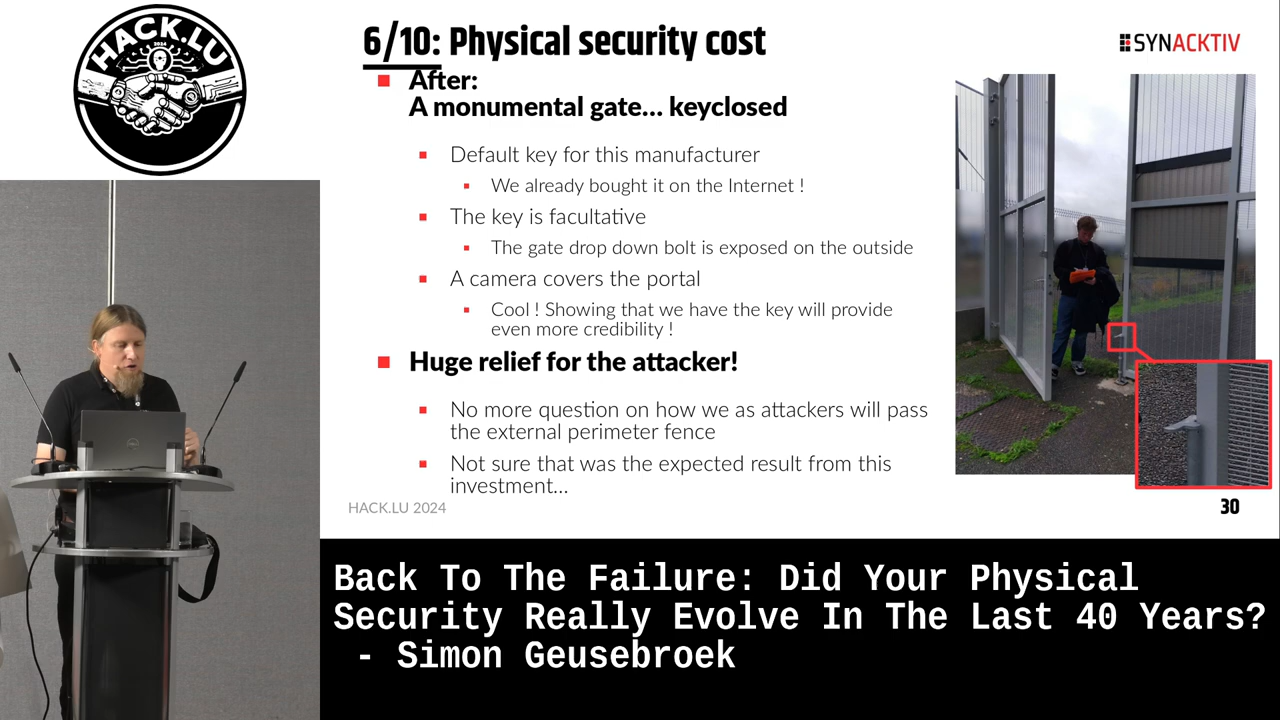 HACK.LU
2024
6/10: Physical security cost
SYNACKTIV
After:
A monumental gate... keyclosed
Default key for this manufacturer
We already bought it on the Internet !
The key is facultative
The gate drop down bolt is exposed on the outside
A camera covers the portal
Cool ! Showing that we have the key will provide
even more credibility !
Huge relief for the attacker!
No more question on how we as attackers will pass
the external perimeter fence
Not sure that was the expected result from this
investment...
HACK.LU 2024
30
Back To The Failure: Did Your Physical
Security Really Evolve In The Last 40 Years?
- Simon Geusebroek